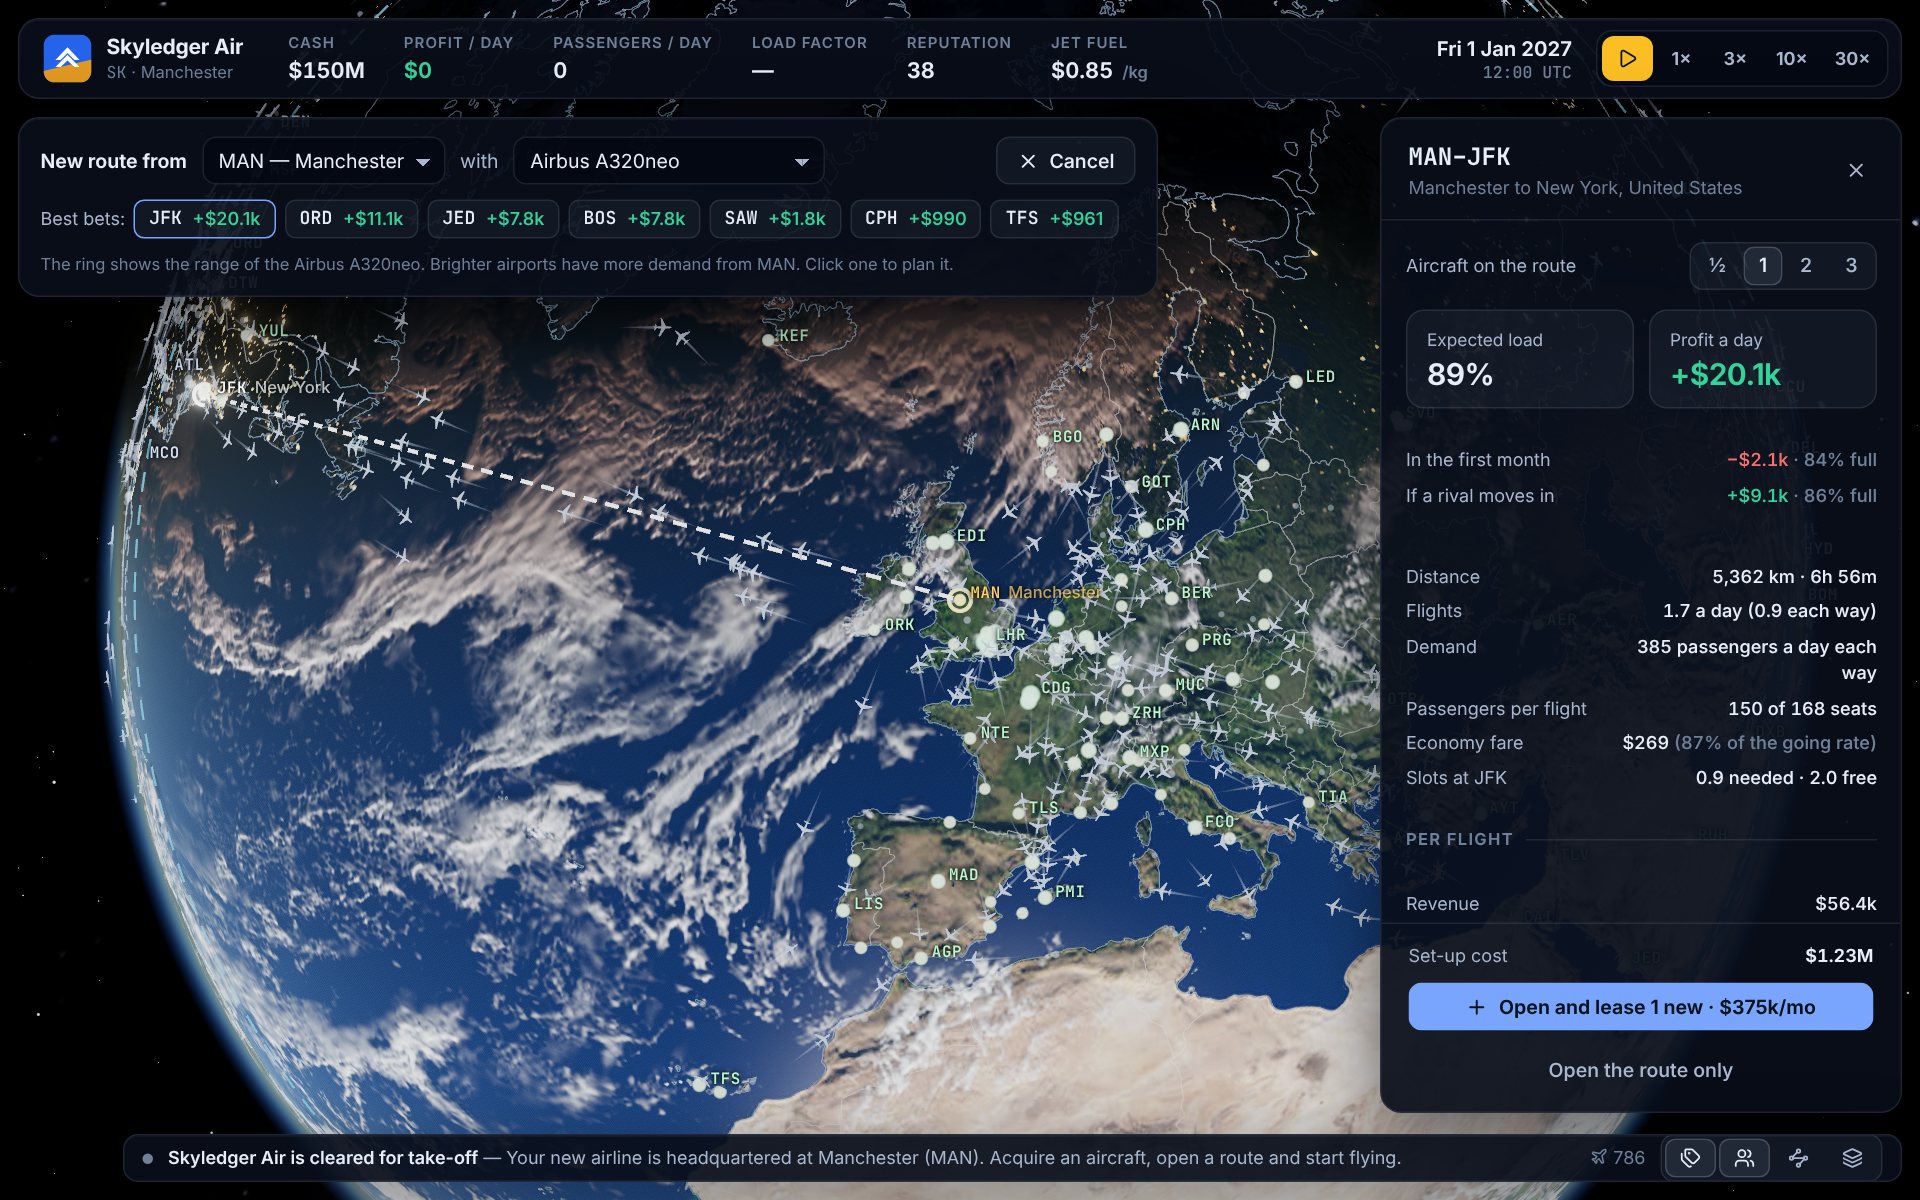 Skyledger Air
SK · Manchester
CASH
$150M
PROFIT / DAY
$0
PASSENGERS / DAY
0
LOAD FACTOR
—
REPUTATION
38
JET FUEL
$0.85 /kg
Fri 1 Jan 2027
12:00 UTC
1×
3×
10×
30×
New route from
MAN — Manchester
with
Airbus A320neo
Cancel
Best bets:
JFK +$20.1k
ORD +$11.1k
JED +$7.8k
BOS +$7.8k
SAW +$1.8k
CPH +$990
TFS +$961
The ring shows the range of the Airbus A320neo. Brighter airports have more demand from MAN. Click one to plan it.
MAN–JFK
Manchester to New York, United States
Aircraft on the route
½
1
2
3
Expected load
89%
Profit a day
+$20.1k
In the first month
−$2.1k · 84% full
If a rival moves in
+$9.1k · 86% full
Distance
5,362 km · 6h 56m
Flights
1.7 a day (0.9 each way)
Demand
385 passengers a day each
way
Passengers per flight
150 of 168 seats
Economy fare
$269 (87% of the going rate)
Slots at JFK
0.9 needed · 2.0 free
PER FLIGHT
Revenue
$56.4k
Set-up cost
$1.23M
Open and lease 1 new · $375k/mo
Open the route only
DTW
YUL
KEF
ATL
JFK New York
MCO
LED
ARN
BGO
GOT
CPH
EDI
MAN Manchester
BER
ORK
LHR
PRG
CDG
MUC
ZRH
NTE
MXP
TLS
TIA
FCO
MAD
PMI
LIS
AGP
TFS
Skyledger Air is cleared for take-off — Your new airline is headquartered at Manchester (MAN). Acquire an aircraft, open a route and start flying.
786